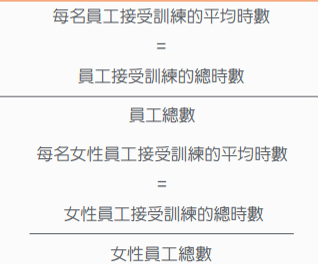 每名員工接受訓練的平均時數
=
員工接受訓練的總時數
員工總數
每名女性員工接受訓練的平均時數
=
女性員工接受訓練的總時數
女性員工總數